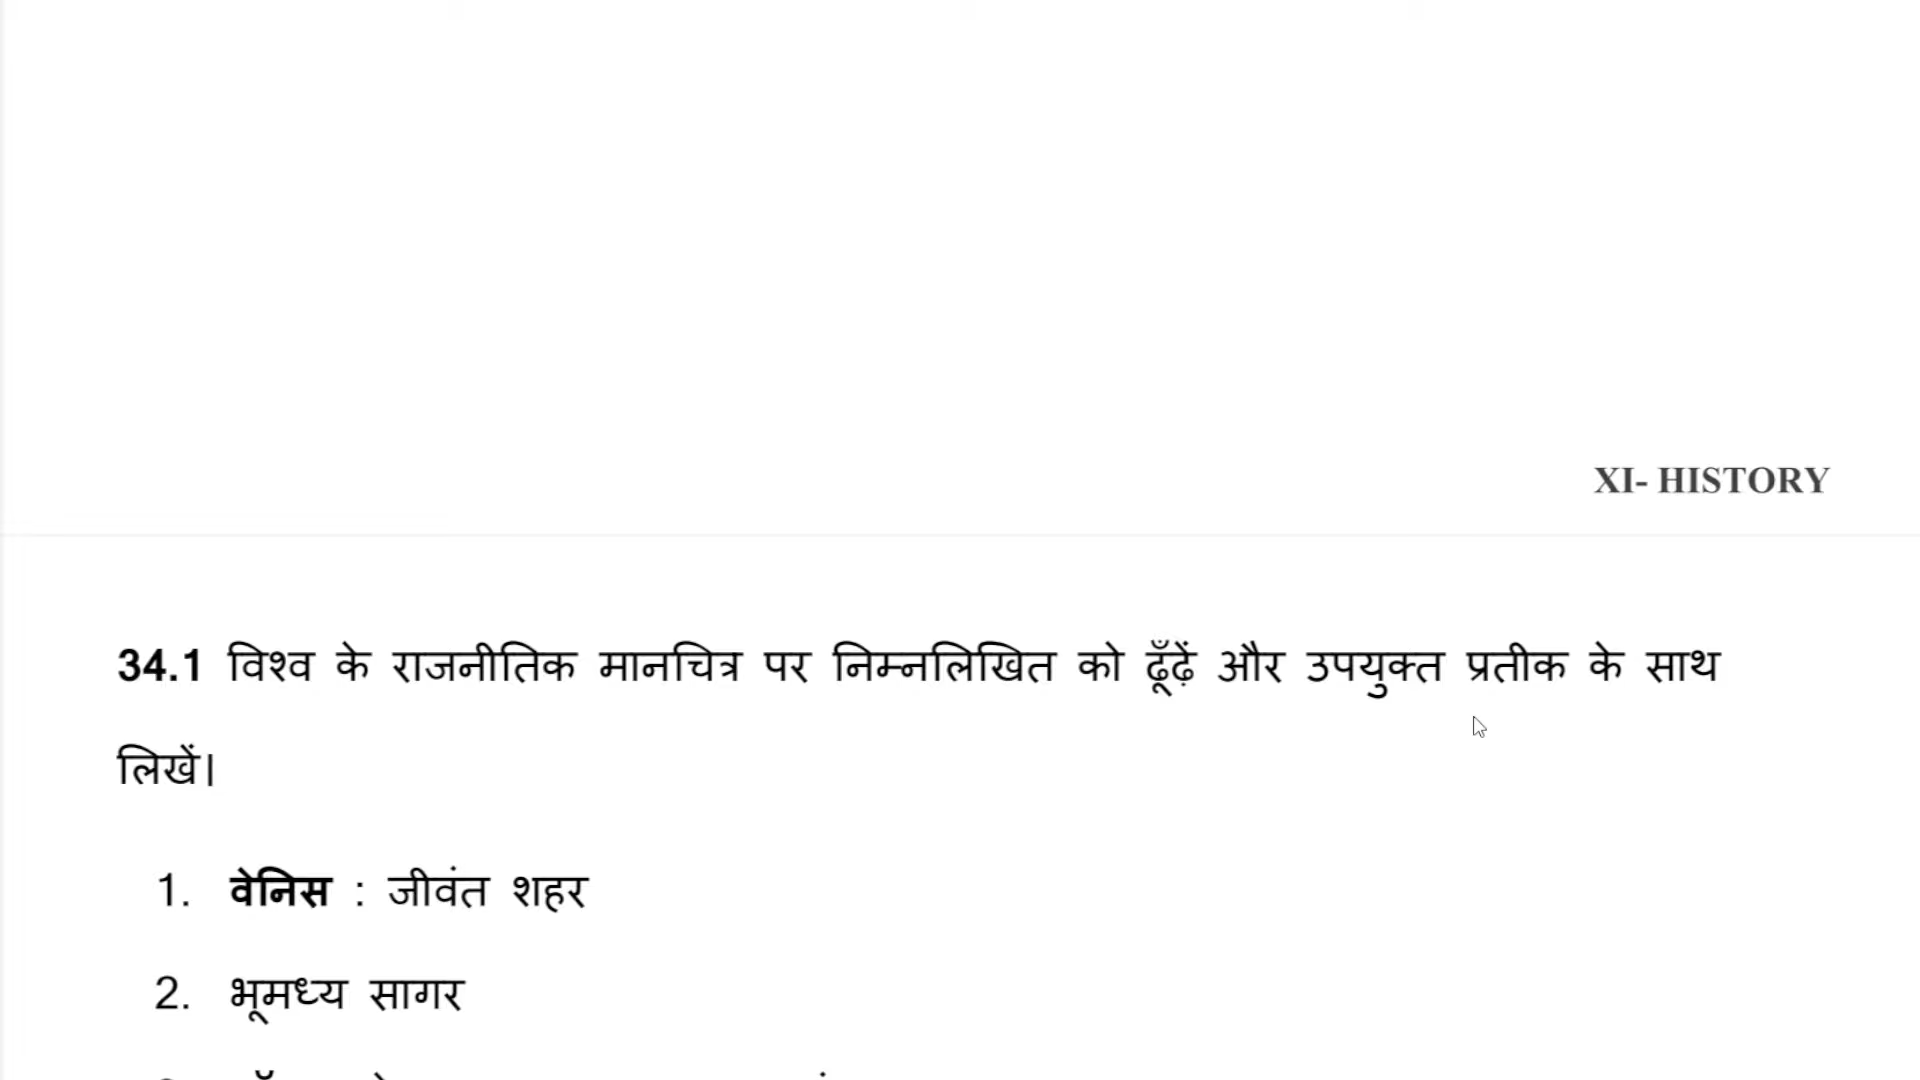 XI- HISTORY
34.1 विश्व के राजनीतिक मानचित्र पर निम्नलिखित को ढूँढ़ें और उपयुक्त प्रतीक के साथ
लिखें।
1. वेनिस : जीवंत शहर
2. भूमध्य सागर